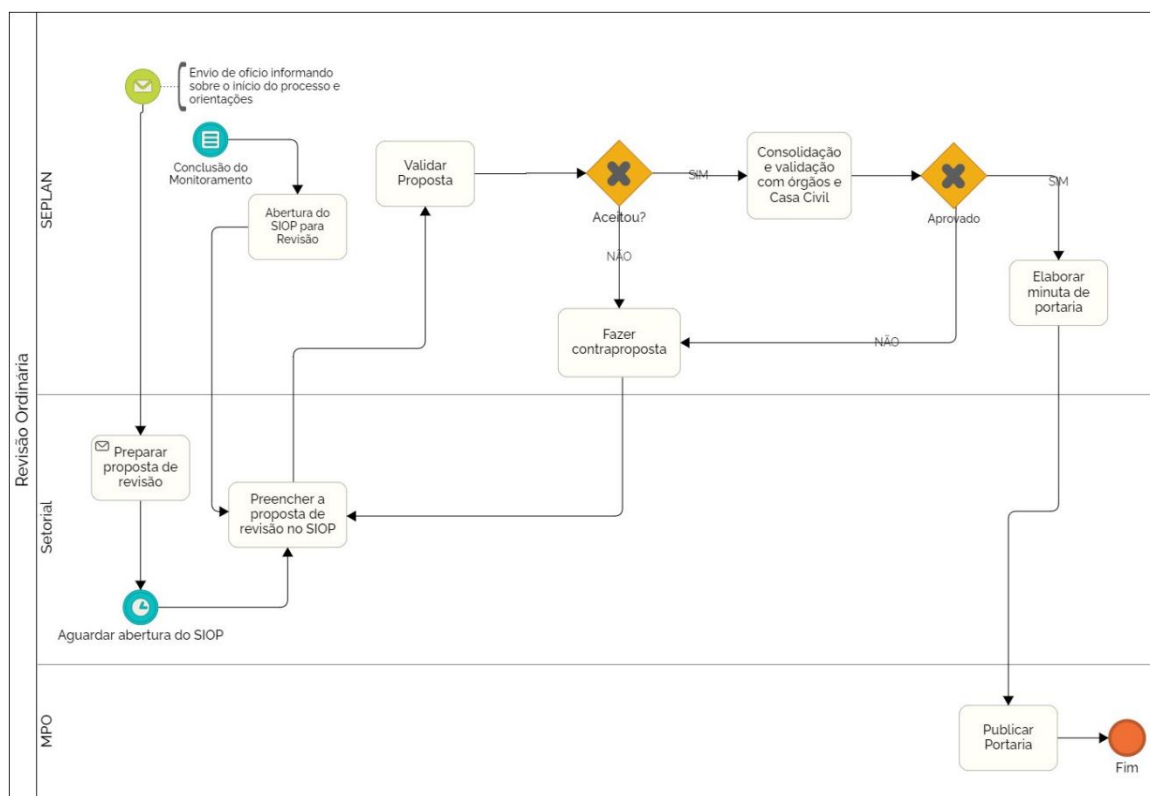 Revisão Ordinária
SEPLAN
Envio de ofício informando
sobre o início do processo e
orientações
Conclusão do
Monitoramento
Abertura do
SIOP para
Revisão
Validar
Proposta
Aceitou?
SIM
NÃO
Consolidação
e validação
com órgãos e
Casa Civil
Aprovado
SIM
NÃO
Elaborar
minuta de
portaria
Fazer
contraproposta
Setorial
Preparar
proposta de
revisão
Preencher a
proposta de
revisão no SIOP
Aguardar abertura do SIOP
MPO
Publicar
Portaria
Fim